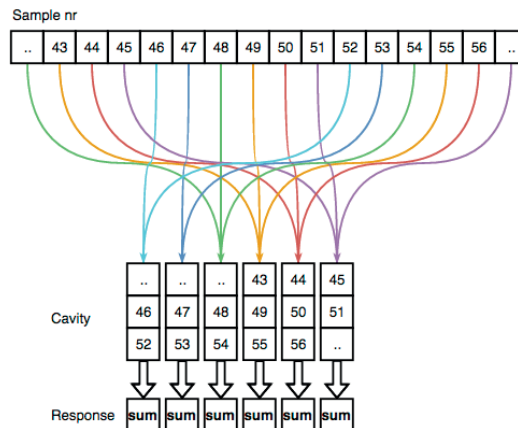 Sample nr
.. 43 44 45 46 47 48 49 50 51 52 53 54 55 56 ..
.. .. .. 43 44 45
Cavity 46 47 48 49 50 51
52 53 54 55 56 ..
Response sum sum sum sum sum sum